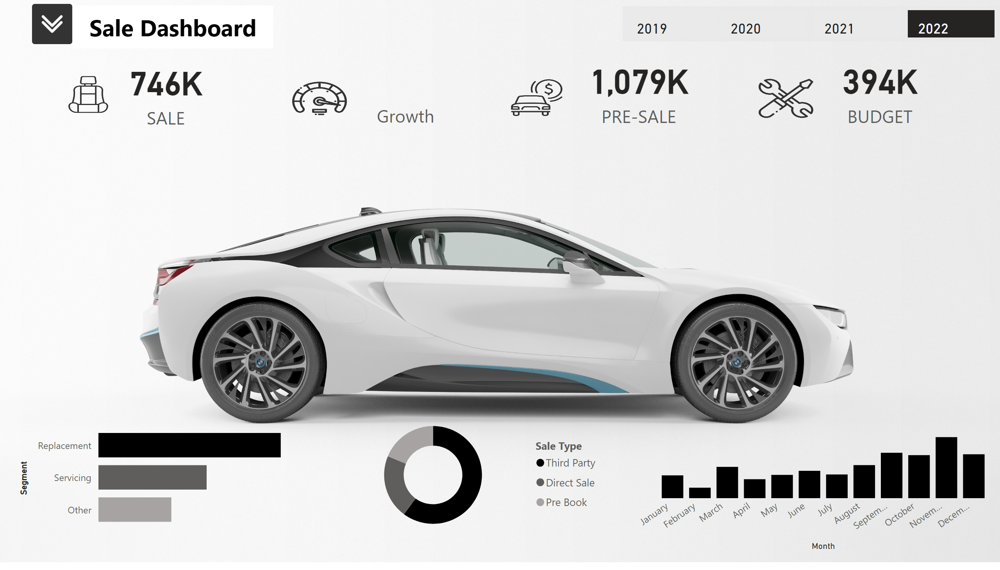 Sale Dashboard
2019 2020 2021 2022
746K
SALE
Growth
1,079K
PRE-SALE
394K
BUDGET
Segment
Replacement
Servicing
Other
Sale Type
Third Party
Direct Sale
Pre Book
January February March April May June July August Septem... October Novem... Decem...
Month